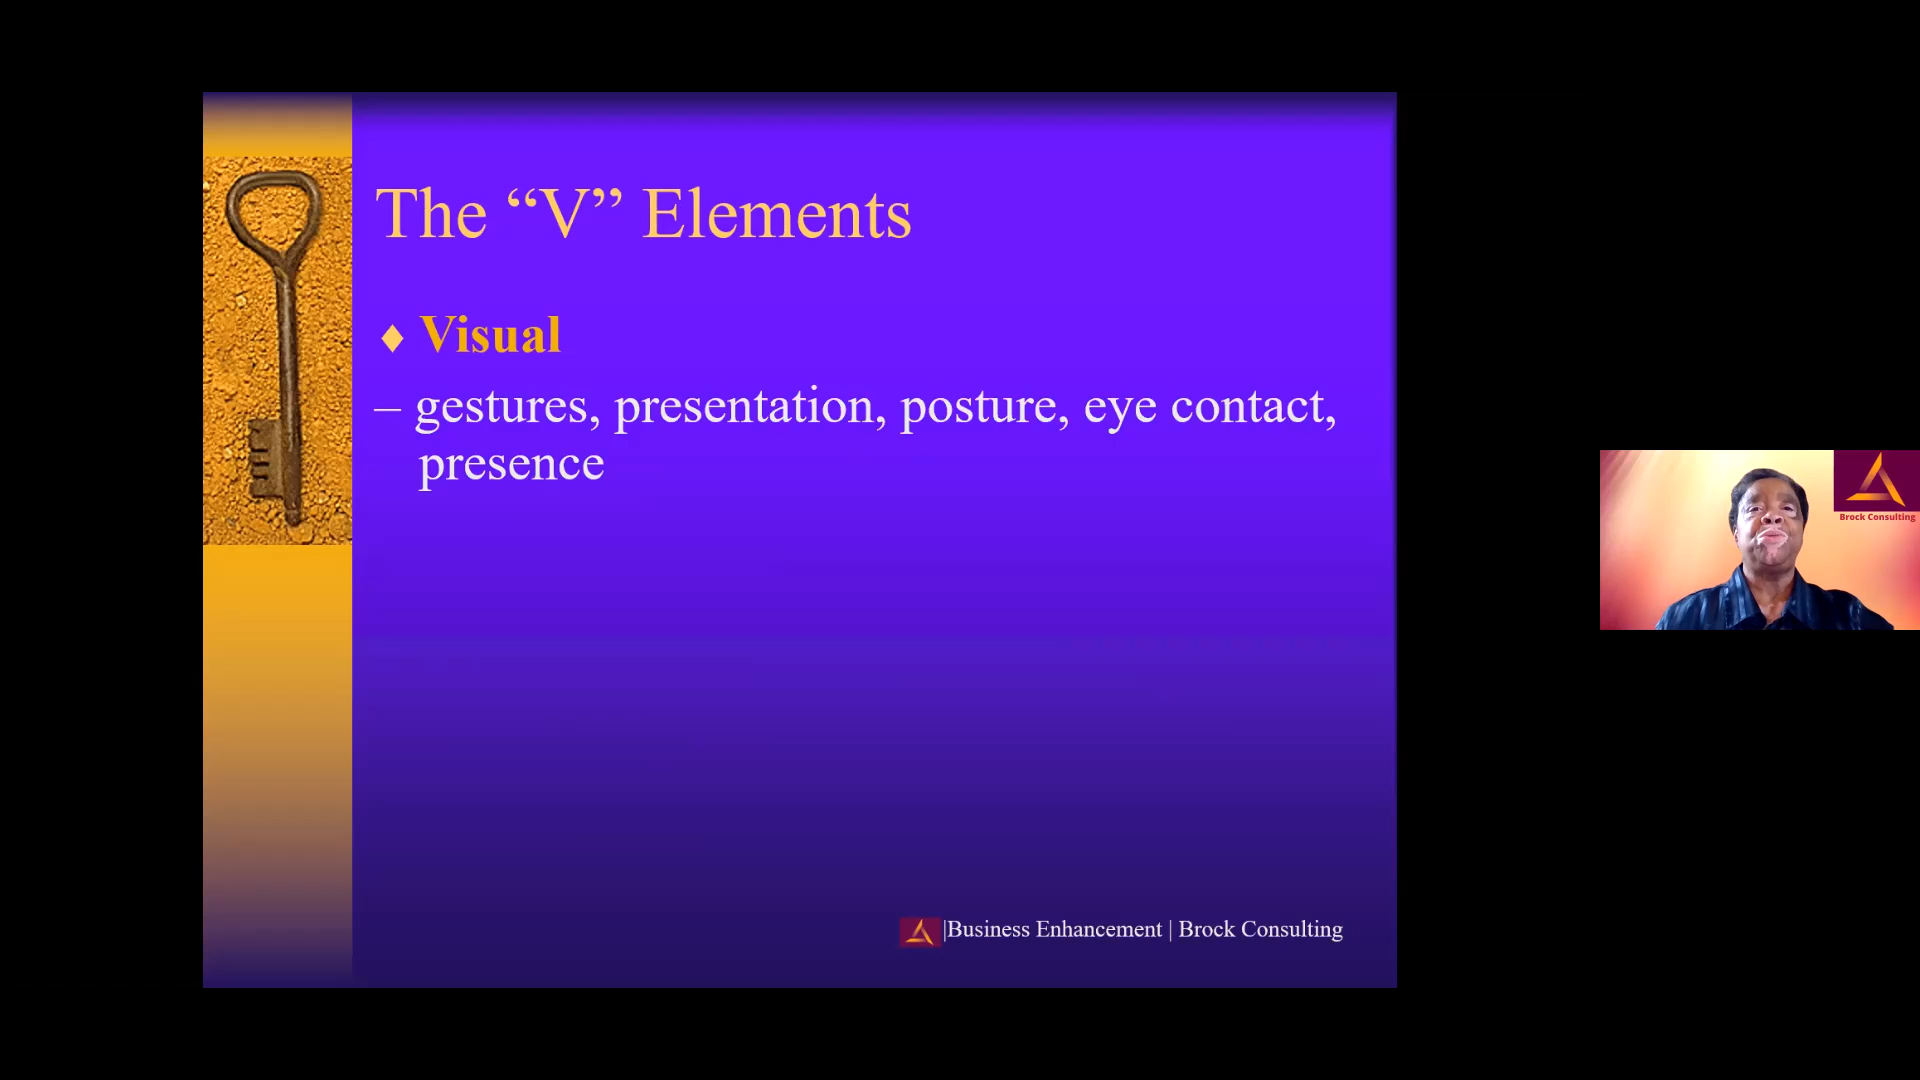 The “V” Elements
♦ Visual
– gestures, presentation, posture, eye contact,
presence
|Business Enhancement | Brock Consulting
Brock Consulting